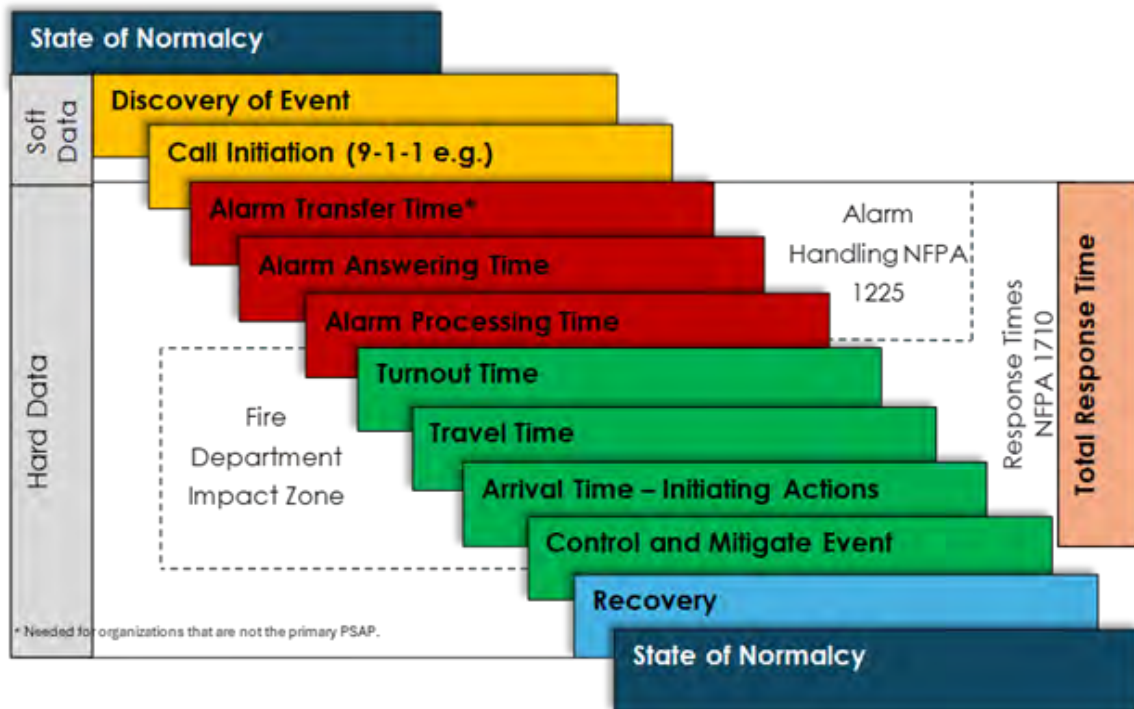 State of Normalcy
Soft
Data
Discovery of Event
Call Initiation (9-1-1 e.g.)
Alarm Transfer Time*
Alarm Answering Time
Alarm Processing Time
Alarm
Handling NFPA
1225
Turnout Time
Travel Time
Arrival Time – Initiating Actions
Control and Mitigate Event
Fire
Department
Impact Zone
Hard Data
Response Times
NFPA 1710
Total Response Time
Recovery
* Needed for organizations that are not the primary PSAP.
State of Normalcy